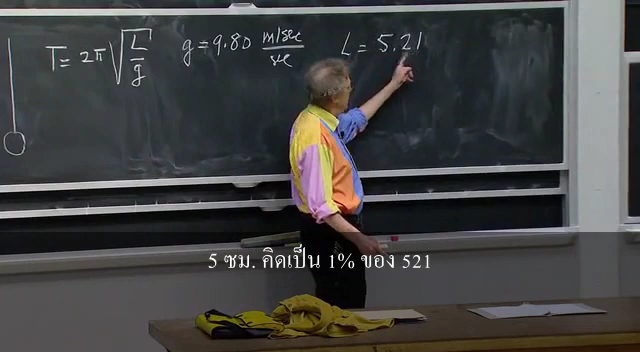 T = 2π √(L/g) g = 9.80 m/sec/sec L = 5.21
5 ซม. คิดเป็น 1% ของ 521